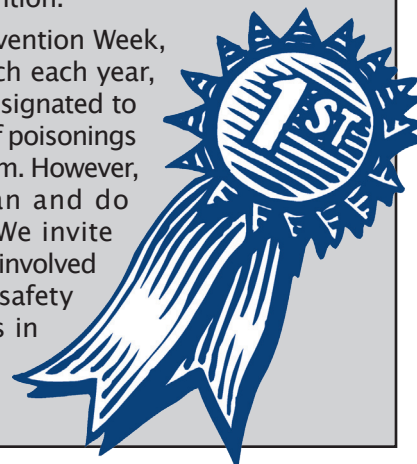 vention Week,
ch each year,
signated to
f poisonings
m. However,
an and do
We invite
involved
safety
s in
1ST